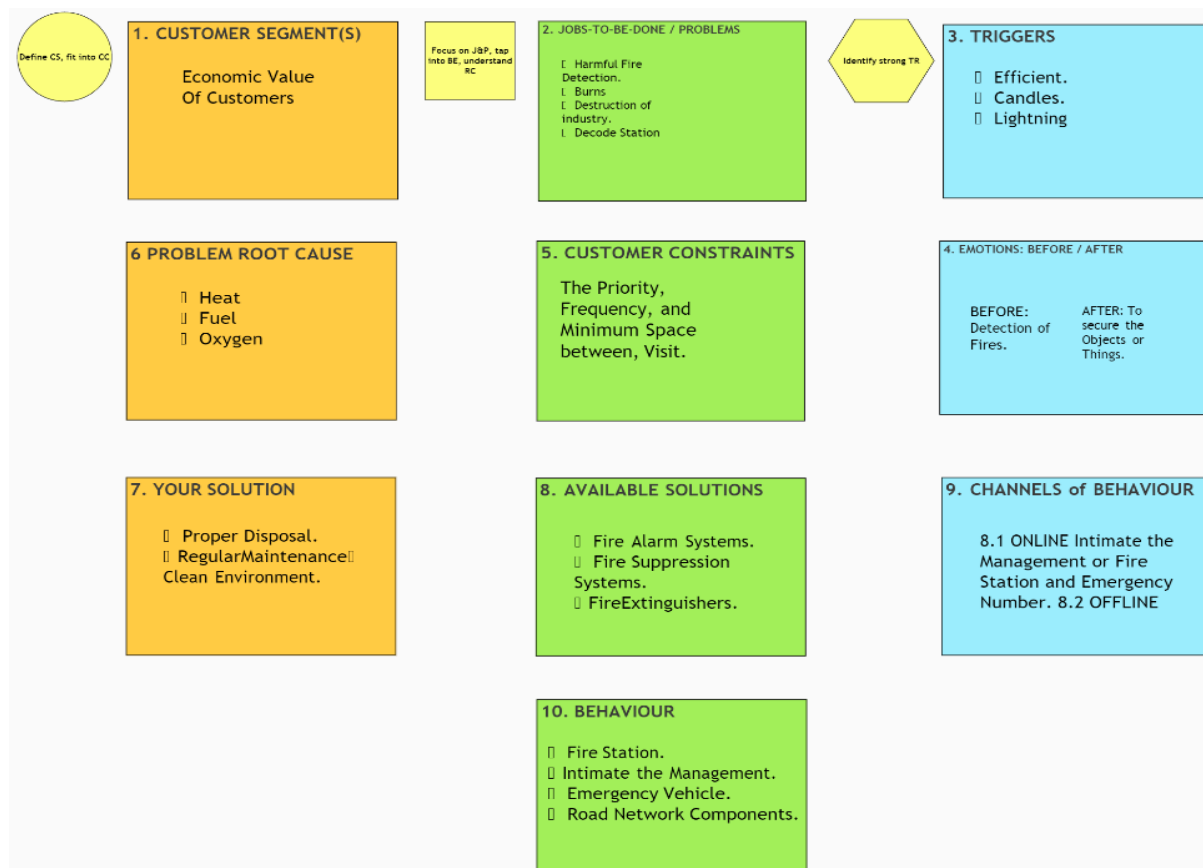 Define CS, fit into CC
1. CUSTOMER SEGMENT(S)
Economic Value
Of Customers
Focus on J&P, tap
into BE, understand
RC
2. JOBS-TO-BE-DONE / PROBLEMS
▯ Harmful Fire
Detection.
▯ Burns
▯ Destruction of
industry.
▯ Decode Station
Identify strong TR
3. TRIGGERS
▯ Efficient.
▯ Candles.
▯ Lightning
6 PROBLEM ROOT CAUSE
▯ Heat
▯ Fuel
▯ Oxygen
5. CUSTOMER CONSTRAINTS
The Priority,
Frequency, and
Minimum Space
between, Visit.
4. EMOTIONS: BEFORE / AFTER
BEFORE:
Detection of
Fires.
AFTER: To
secure the
Objects or
Things.
7. YOUR SOLUTION
▯ Proper Disposal.
▯ RegularMaintenance▯
Clean Environment.
8. AVAILABLE SOLUTIONS
▯ Fire Alarm Systems.
▯ Fire Suppression
Systems.
▯ FireExtinguishers.
9. CHANNELS of BEHAVIOUR
8.1 ONLINE Intimate the
Management or Fire
Station and Emergency
Number. 8.2 OFFLINE
10. BEHAVIOUR
▯ Fire Station.
▯ Intimate the Management.
▯ Emergency Vehicle.
▯ Road Network Components.